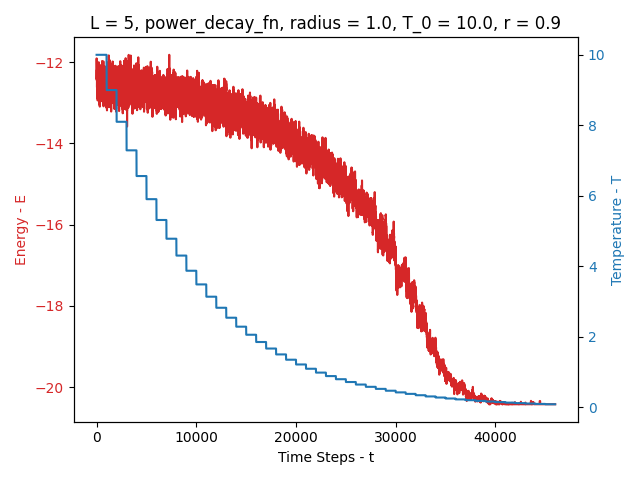 L = 5, power_decay_fn, radius = 1.0, T_0 = 10.0, r = 0.9
−12
−14
−16
−18
−20
Energy - E
10
8
6
4
2
0
Temperature - T
0 10000 20000 30000 40000
Time Steps - t